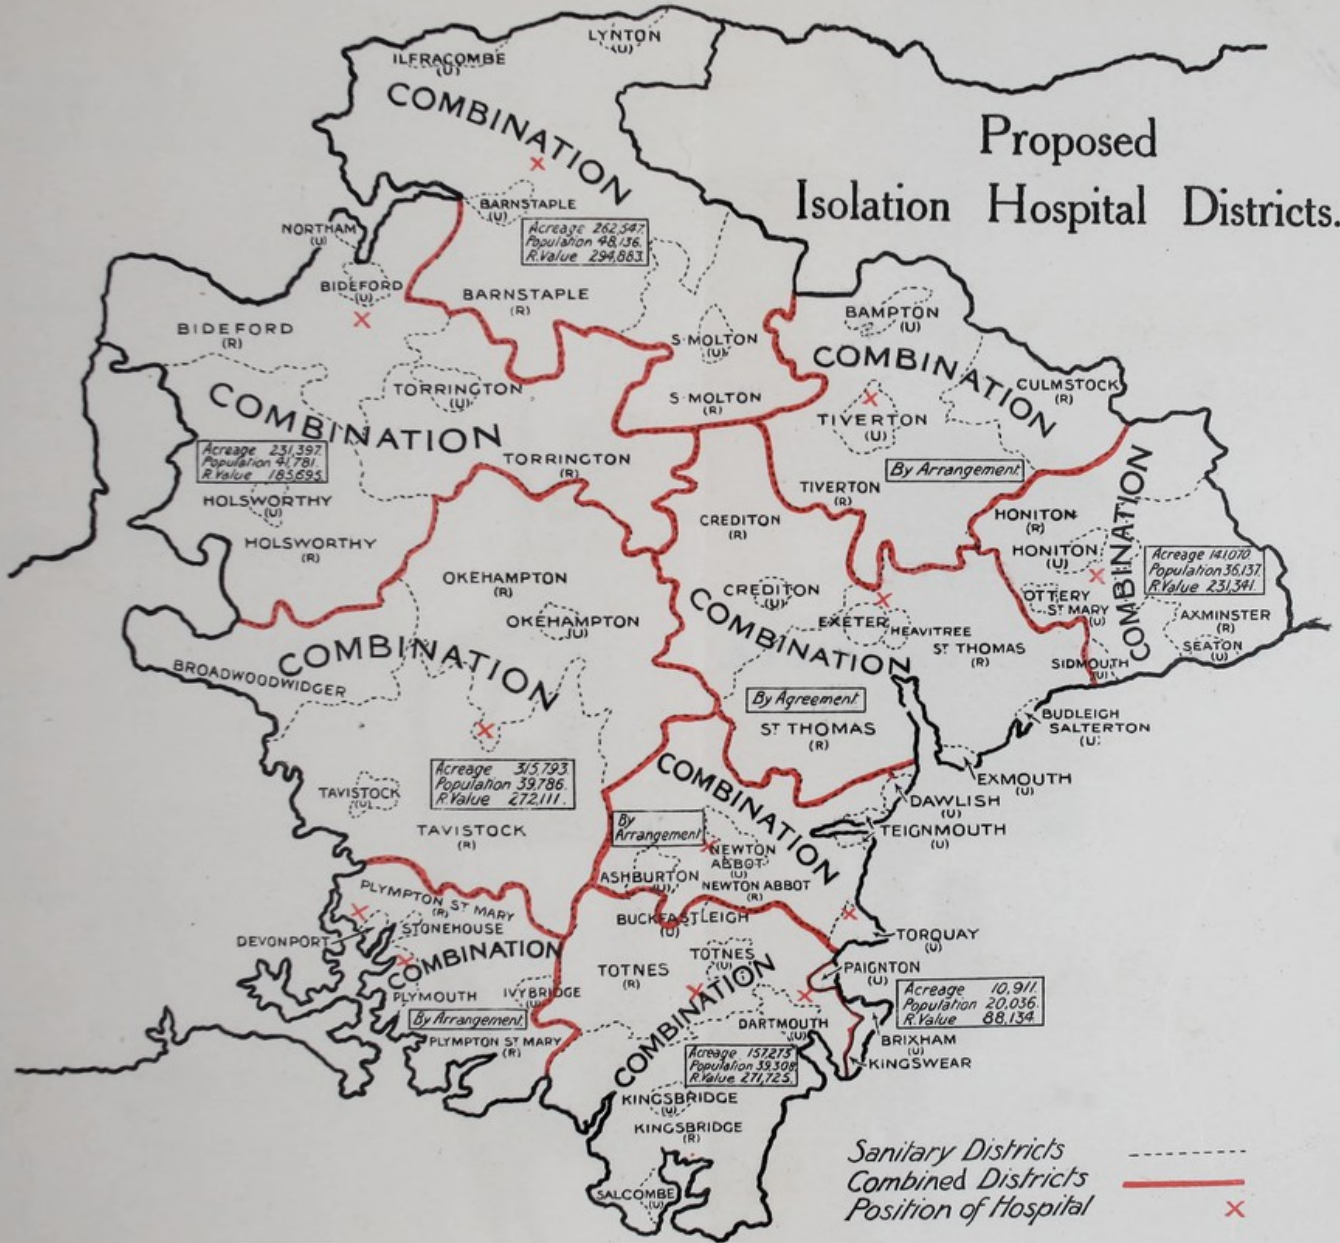 LYNTON
(U)
ILFRACOMBE
(U)
COMBINATION
Proposed
Isolation Hospital Districts.
BARNSTAPLE
(U)
NORTHAM
(U)
Acreage 262,547.
Population 48,136.
R.Value 294,883.
BIDEFORD
(U)
BARNSTAPLE
(R)
BIDEFORD
(R)
BAMPTON
(U)
S. MOLTON
(U)
COMBINATION
CULMSTOCK
(R)
TORRINGTON
(U)
S. MOLTON
(R)
COMBINATION
TIVERTON
(U)
Acreage 231,397.
Population 41,781.
R.Value 185,695.
TORRINGTON
(R)
By Arrangement.
HOLSWORTHY
(U)
TIVERTON
(R)
COMBINATION
HONITON
(R)
CREDITON
(R)
HOLSWORTHY
(R)
HONITON
(U)
Acreage 141,070.
Population 36,137.
R.Value 231,341.
OKEHAMPTON
(R)
CREDITON
(U)
OTTERY
ST MARY
(U)
OKEHAMPTON
(U)
EXETER
HEAVITREE
AXMINSTER
(R)
COMBINATION
COMBINATION
ST THOMAS
(R)
SEATON
(U)
BROADWOODWIDGER
SIDMOUTH
(U)
By Agreement.
BUDLEIGH
SALTERTON
(U)
ST THOMAS
(R)
Acreage 315,793.
Population 39,786.
R.Value 272,111.
COMBINATION
EXMOUTH
(U)
TAVISTOCK
(U)
DAWLISH
(U)
TAVISTOCK
(R)
By
Arrangement
TEIGNMOUTH
(U)
NEWTON
ABBOT
(U)
ASHBURTON
(U)
NEWTON ABBOT
(R)
PLYMPTON ST MARY
(R)
BUCKFASTLEIGH
(U)
STONEHOUSE
DEVONPORT
TORQUAY
(U)
COMBINATION
TOTNES
(U)
TOTNES
(R)
PAIGNTON
(U)
PLYMOUTH
IVYBRIDGE
(U)
Acreage 10,911.
Population 20,036.
R.Value 88,134.
By Arrangement.
COMBINATION
DARTMOUTH
(U)
BRIXHAM
(U)
PLYMPTON ST MARY
(R)
Acreage 157,273
Population 39,308
R.Value 271,725.
KINGSWEAR
KINGSBRIDGE
(U)
KINGSBRIDGE
(R)
SALCOMBE
(U)
Sanitary Districts
Combined Districts
Position of Hospital